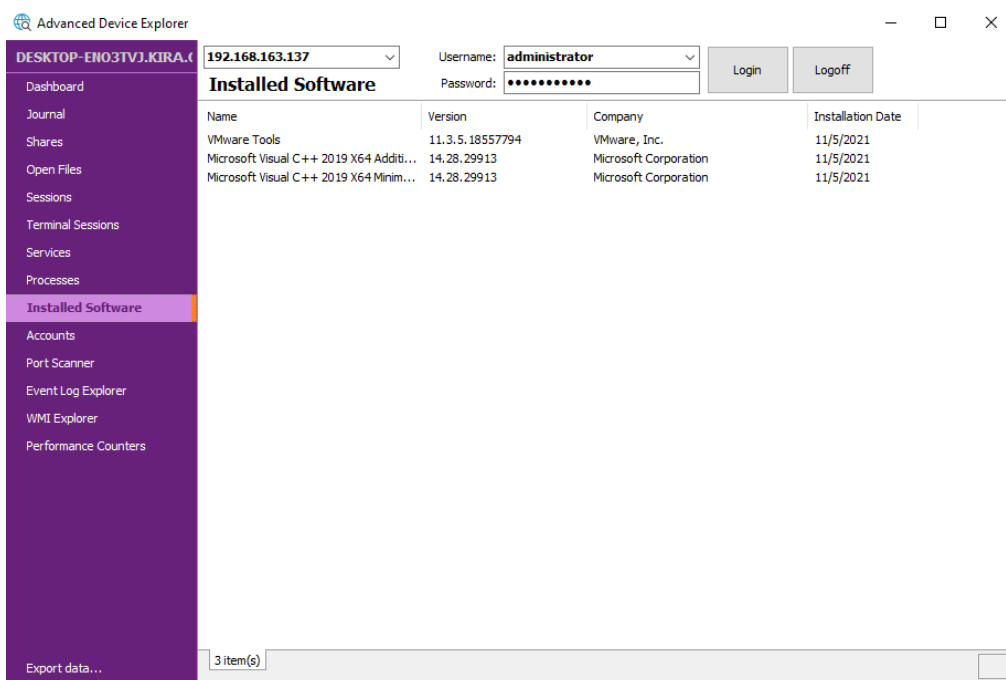 Advanced Device Explorer
DESKTOP-ENO3TVJ.KIRA.(
192.168.163.137
Username: administrator
Password: •••••••••••
Login
Logoff
Installed Software
Dashboard
Journal
Shares
Open Files
Sessions
Terminal Sessions
Services
Processes
Installed Software
Accounts
Port Scanner
Event Log Explorer
WMI Explorer
Performance Counters
Export data...
Name Version Company Installation Date
VMware Tools 11.3.5.18557794 VMware, Inc. 11/5/2021
Microsoft Visual C++ 2019 X64 Additi... 14.28.29913 Microsoft Corporation 11/5/2021
Microsoft Visual C++ 2019 X64 Minim... 14.28.29913 Microsoft Corporation 11/5/2021
3 item(s)